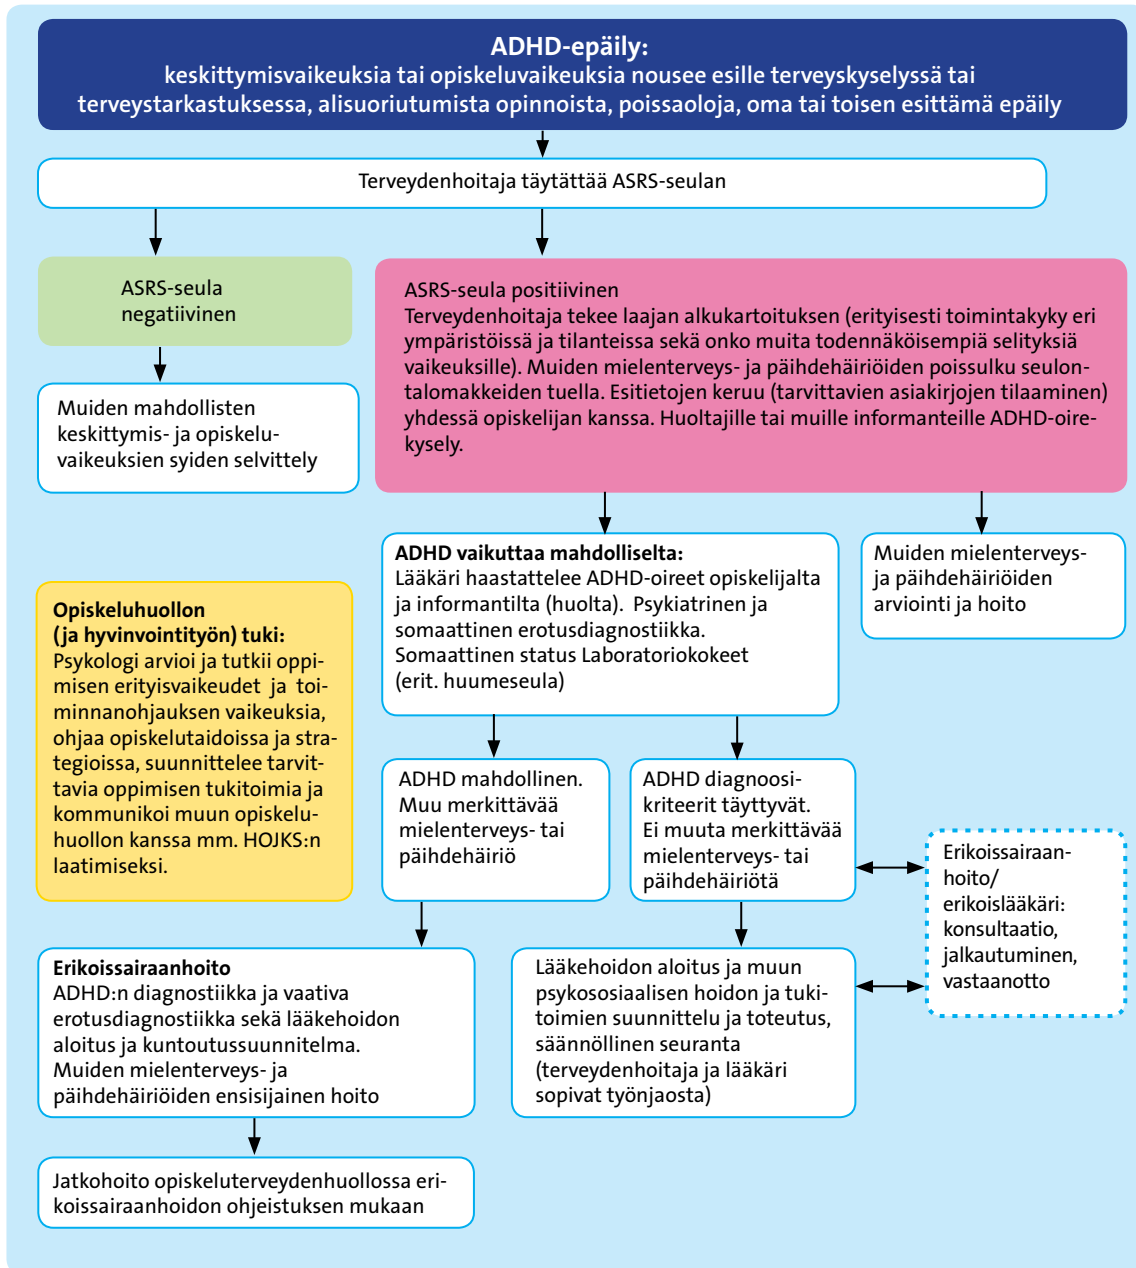 ADHD-epäily:
keskittymisvaikeuksia tai opiskeluvaikeuksia nousee esille terveyskyselyssä tai
terveystarkastuksessa, alisuoriutumista opinnoista, poissaoloja, oma tai toisen esittämä epäily
Terveydenhoitaja täytättää ASRS-seulan
ASRS-seula
negatiivinen
ASRS-seula positiivinen
Terveydenhoitaja tekee laajan alkukartoituksen (erityisesti toimintakyky eri
ympäristöissä ja tilanteissa sekä onko muita todennäköisempiä selityksiä
vaikeuksille). Muiden mielenterveys- ja päihdehäiriöiden poissulku seulon-
talomakkeiden tuella. Esitietojen keruu (tarvittavien asiakirjojen tilaaminen)
yhdessä opiskelijan kanssa. Huoltajille tai muille informanteille ADHD-oire-
kysely.
Muiden mahdollisten
keskittymis- ja opiskelu-
vaikeuksien syiden selvittely
ADHD vaikuttaa mahdolliselta:
Lääkäri haastattelee ADHD-oireet opiskelijalta
ja informantilta (huolta). Psykiatrinen ja
somaattinen erotusdiagnostiikka.
Somaattinen status Laboratoriokokeet
(erit. huumeseula)
Muiden mielenterveys-
ja päihdehäiriöiden
arviointi ja hoito
Opiskeluhuollon
(ja hyvinvointityön) tuki:
Psykologi arvioi ja tutkii oppi-
misen erityisvaikeudet ja toi-
minnanohjauksen vaikeuksia,
ohjaa opiskelutaidoissa ja stra-
tegioissa, suunnittelee tarvit-
tavia oppimisen tukitoimia ja
kommunikoi muun opiskelu-
huollon kanssa mm. HOJKS:n
laatimiseksi.
ADHD mahdollinen.
Muu merkittävää
mielenterveys- tai
päihdehäiriö
ADHD diagnoosi-
kriteerit täyttyvät.
Ei muuta merkittävää
mielenterveys- tai
päihdehäiriötä
Erikoissairaan-
hoito/
erikoislääkäri:
konsultaatio,
jalkautuminen,
vastaanotto
Erikoissairaanhoito
ADHD:n diagnostiikka ja vaativa
erotusdiagnostiikka sekä lääkehoidon
aloitus ja kuntoutussuunnitelma.
Muiden mielenterveys- ja
päihdehäiriöiden ensisijainen hoito
Lääkehoidon aloitus ja muun
psykososiaalisen hoidon ja tuki-
toimien suunnittelu ja toteutus,
säännöllinen seuranta
(terveydenhoitaja ja lääkäri
sopivat työnjaosta)
Jatkohoito opiskeluterveydenhuollossa eri-
koissairaanhoidon ohjeistuksen mukaan